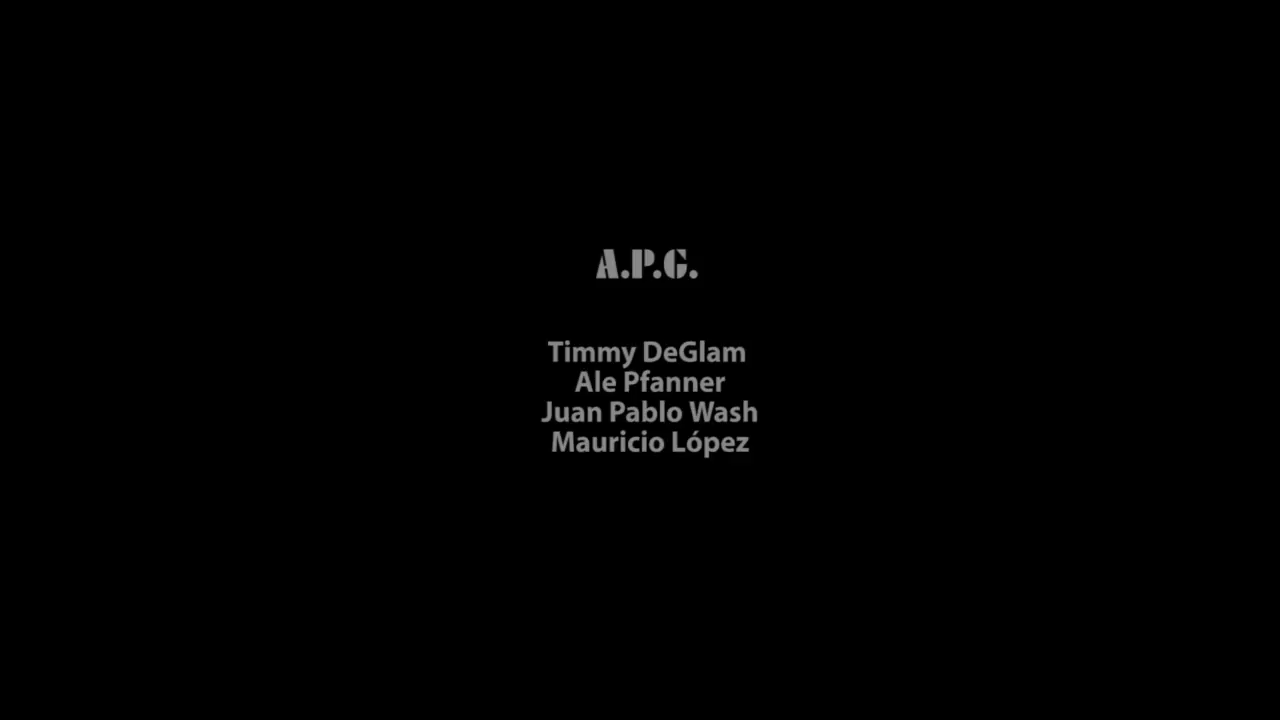 A.P.G.
Timmy DeGlam
Ale Pfanner
Juan Pablo Wash
Mauricio López